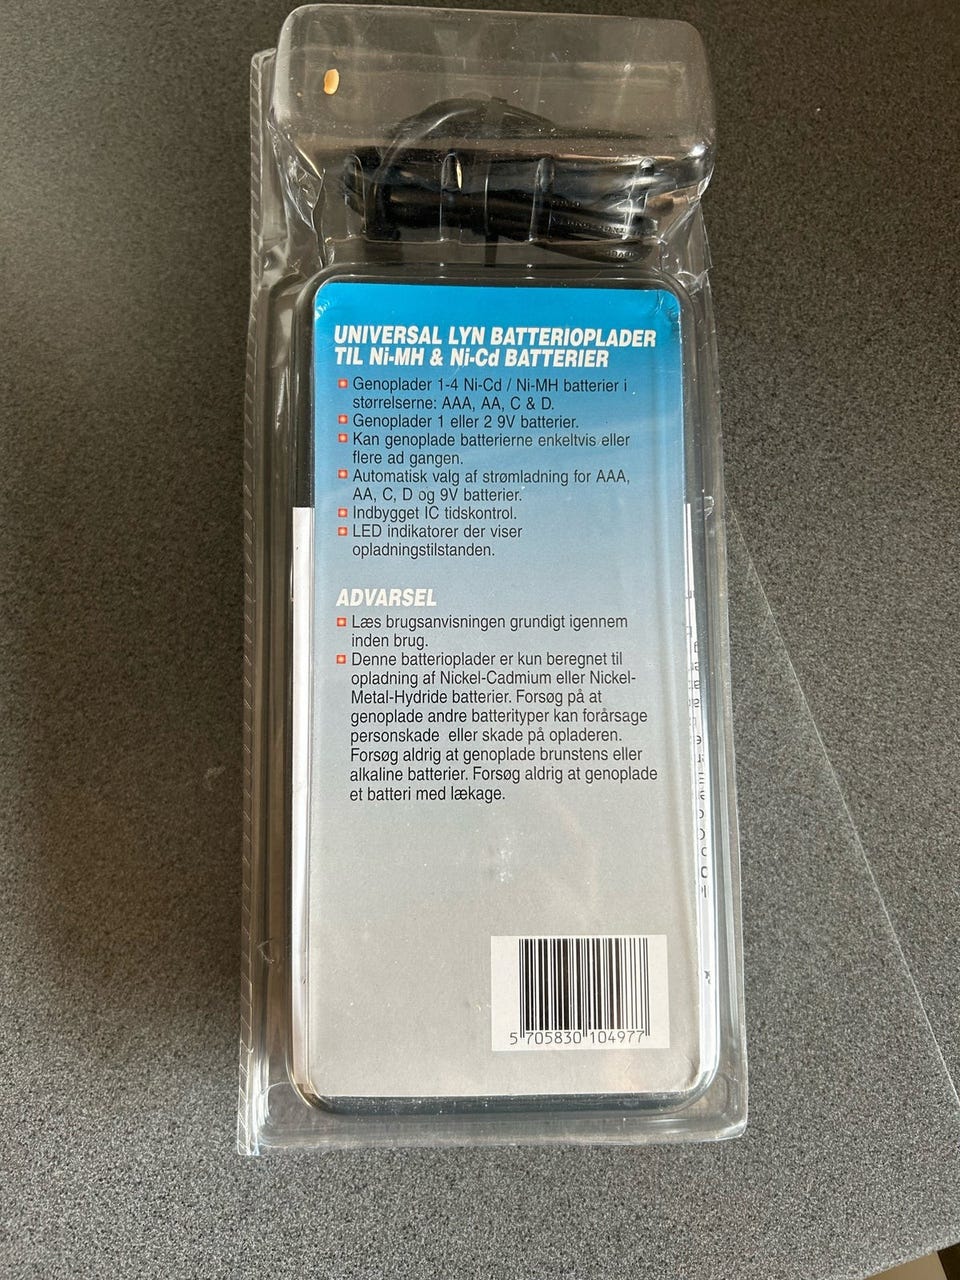 UNIVERSAL LYN BATTERIOPLADER
TIL Ni-MH & Ni-Cd BATTERIER
Genoplader 1-4 Ni-Cd / Ni-MH batterier i
størrelserne: AAA, AA, C & D.
Genoplader 1 eller 2 9V batterier.
Kan genoplade batterierne enkeltvis eller
flere ad gangen.
Automatisk valg af strømladning for AAA,
AA, C, D og 9V batterier.
Indbygget IC tidskontrol.
LED indikatorer der viser
opladningstilstanden.
ADVARSEL
Læs brugsanvisningen grundigt igennem
inden brug.
Denne batterioplader er kun beregnet til
opladning af Nickel-Cadmium eller Nickel-
Metal-Hydride batterier. Forsøg på at
genoplade andre batterityper kan forårsage
personskade eller skade på opladeren.
Forsøg aldrig at genoplade brunstens eller
alkaline batterier. Forsøg aldrig at genoplade
et batteri med lækage.
5 705830 104977